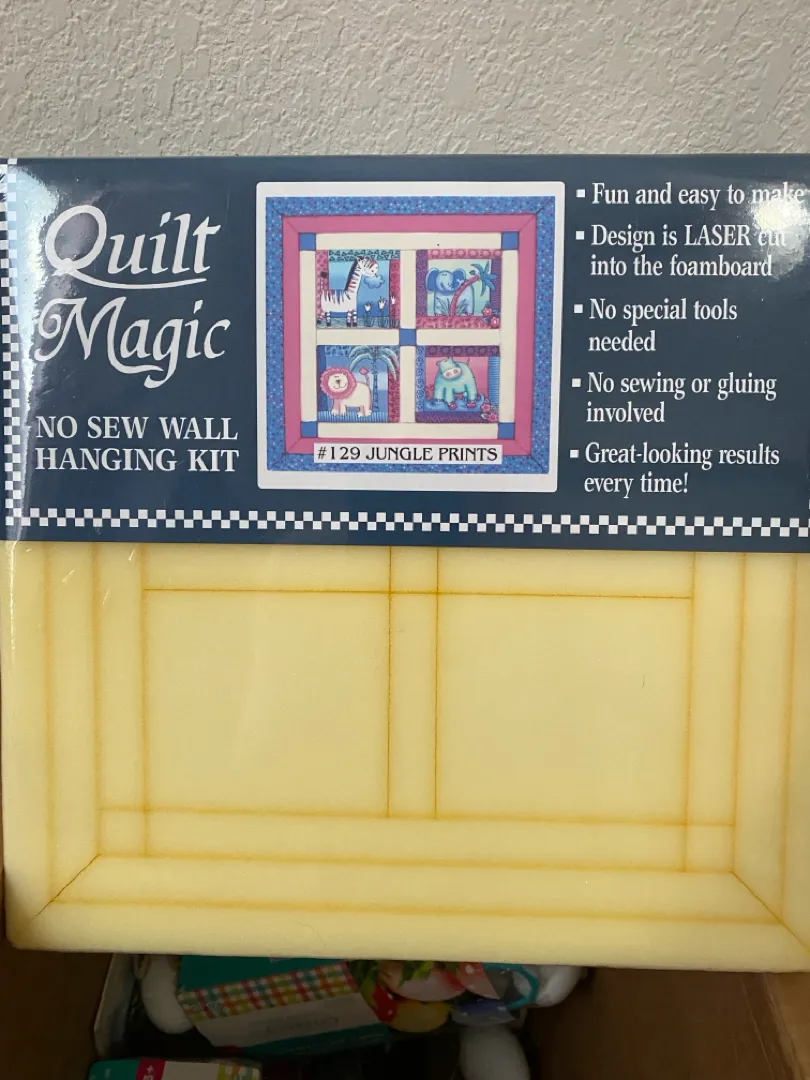 Quilt
Magic
NO SEW WALL
HANGING KIT
#129 JUNGLE PRINTS
▪ Fun and easy to make
▪ Design is LASER cut
into the foamboard
▪ No special tools
needed
▪ No sewing or gluing
involved
▪ Great-looking results
every time!